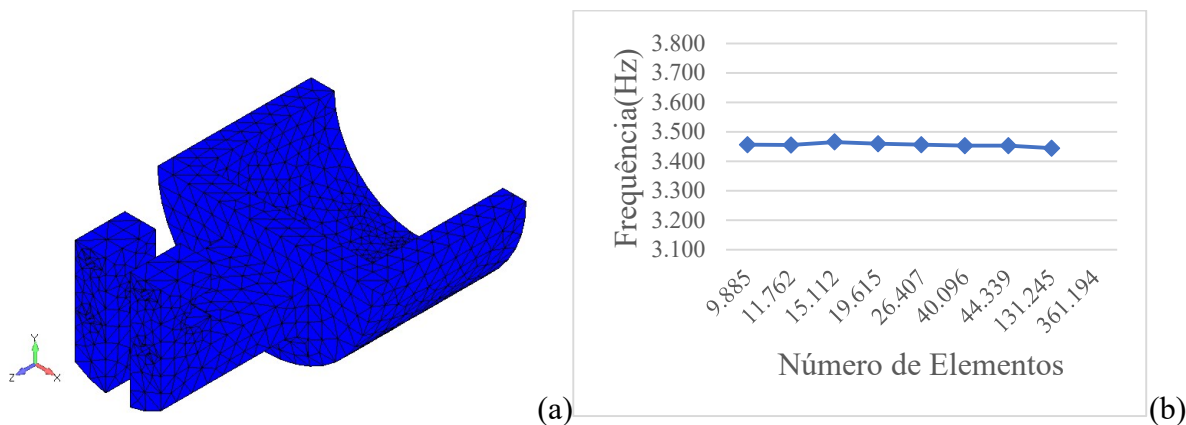 Y
Z
X
(a)
Frequência(Hz)
3.800
3.700
3.600
3.500
3.400
3.300
3.200
3.100
9.885
11.762
15.112
19.615
26.407
40.096
44.339
131.245
361.194
Número de Elementos
(b)